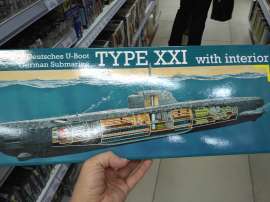 Deutsches U-Boot
German Submarine
TYPE XXI
with interior